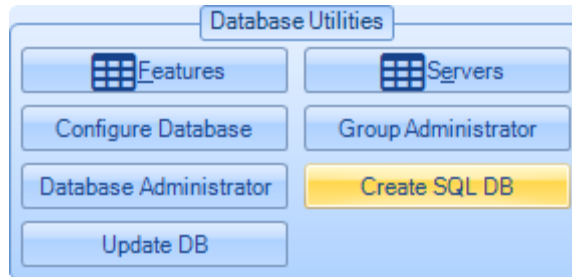 Database Utilities
Features
Servers
Configure Database
Group Administrator
Database Administrator
Create SQL DB
Update DB